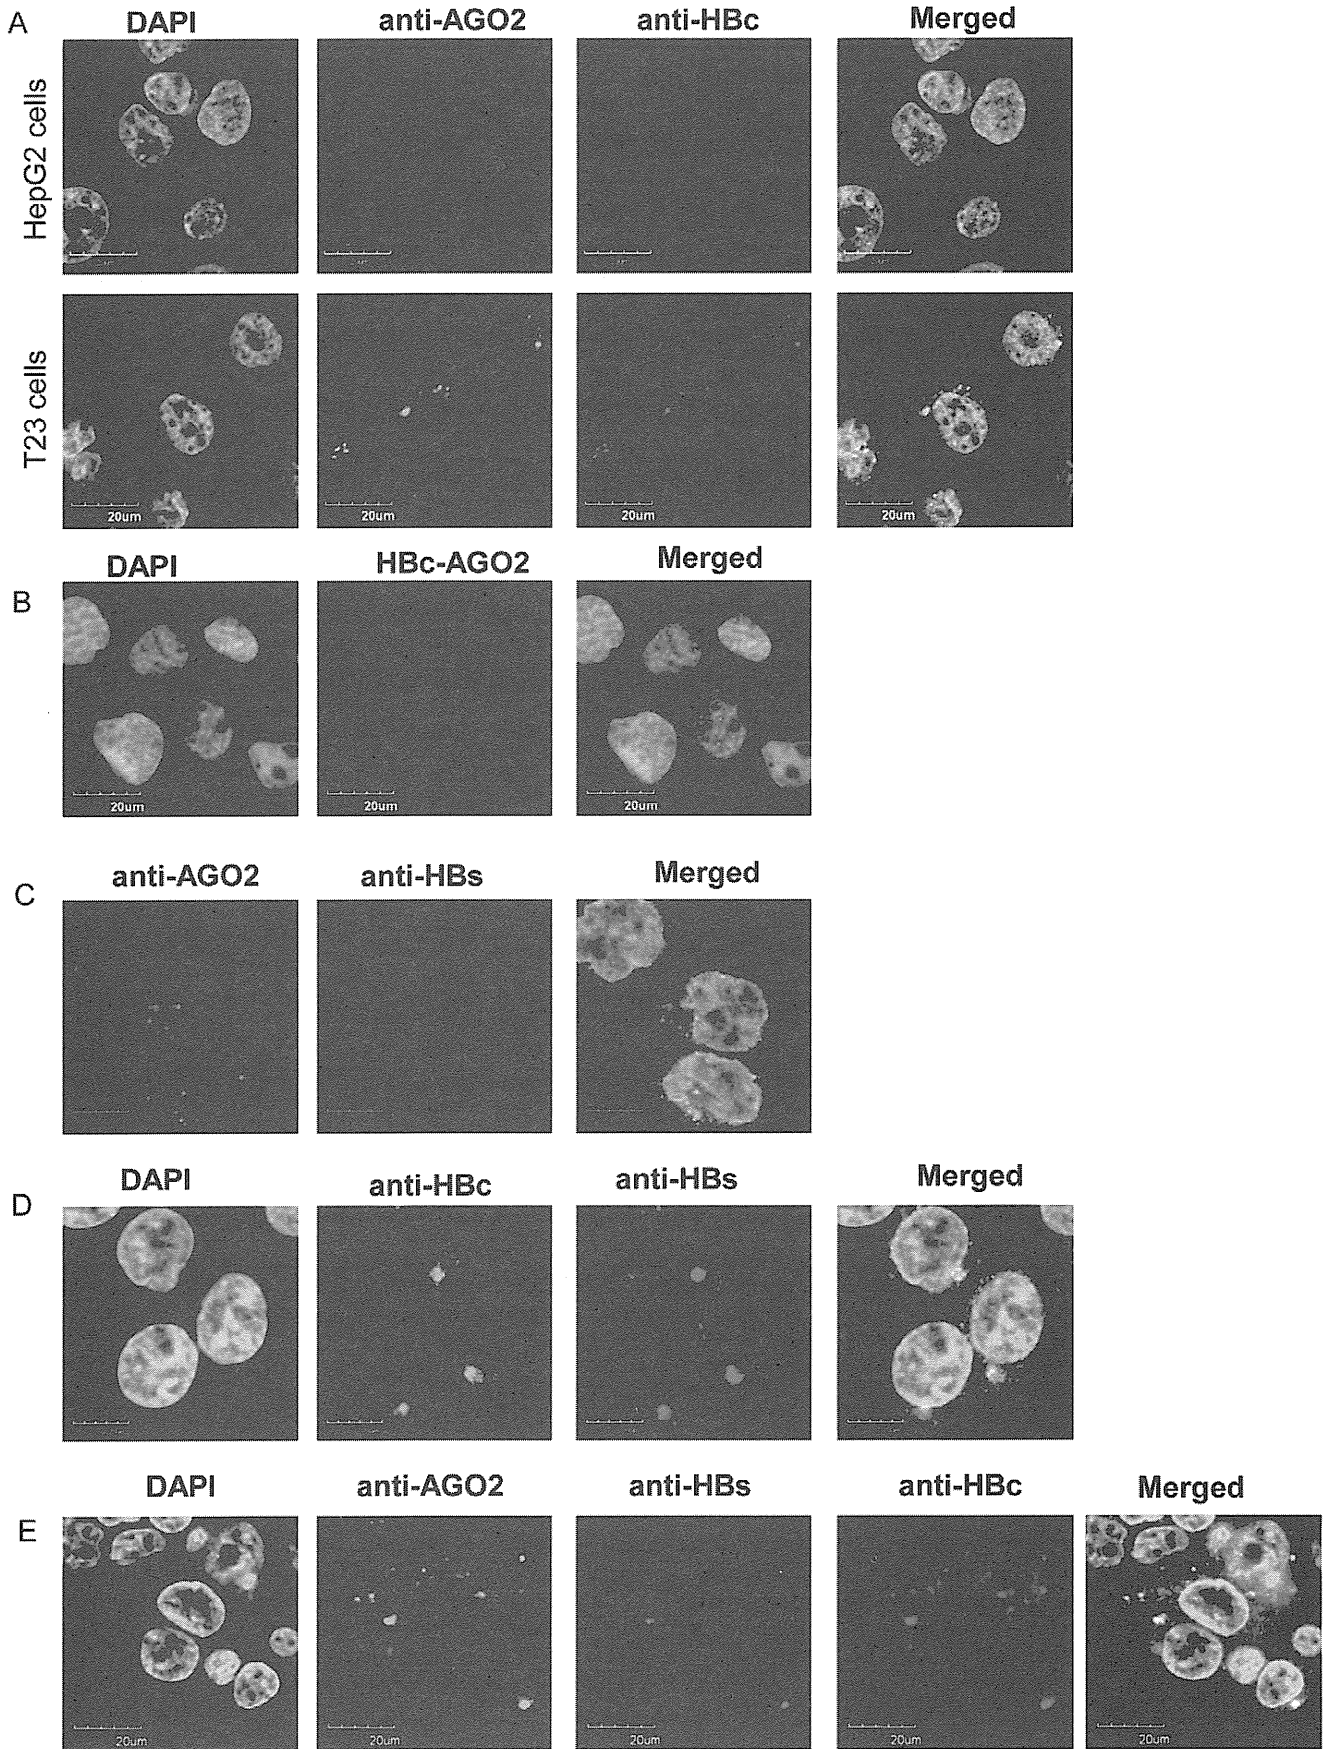 A
DAPI anti-AGO2 anti-HBc Merged
HepG2 cells
T23 cells
20um 20um 20um 20um
DAPI HBc-AGO2 Merged
B
20um 20um 20um
anti-AGO2 anti-HBs Merged
C
DAPI anti-HBc anti-HBs Merged
D
DAPI anti-AGO2 anti-HBs anti-HBc Merged
E
20um 20um 20um 20um 20um